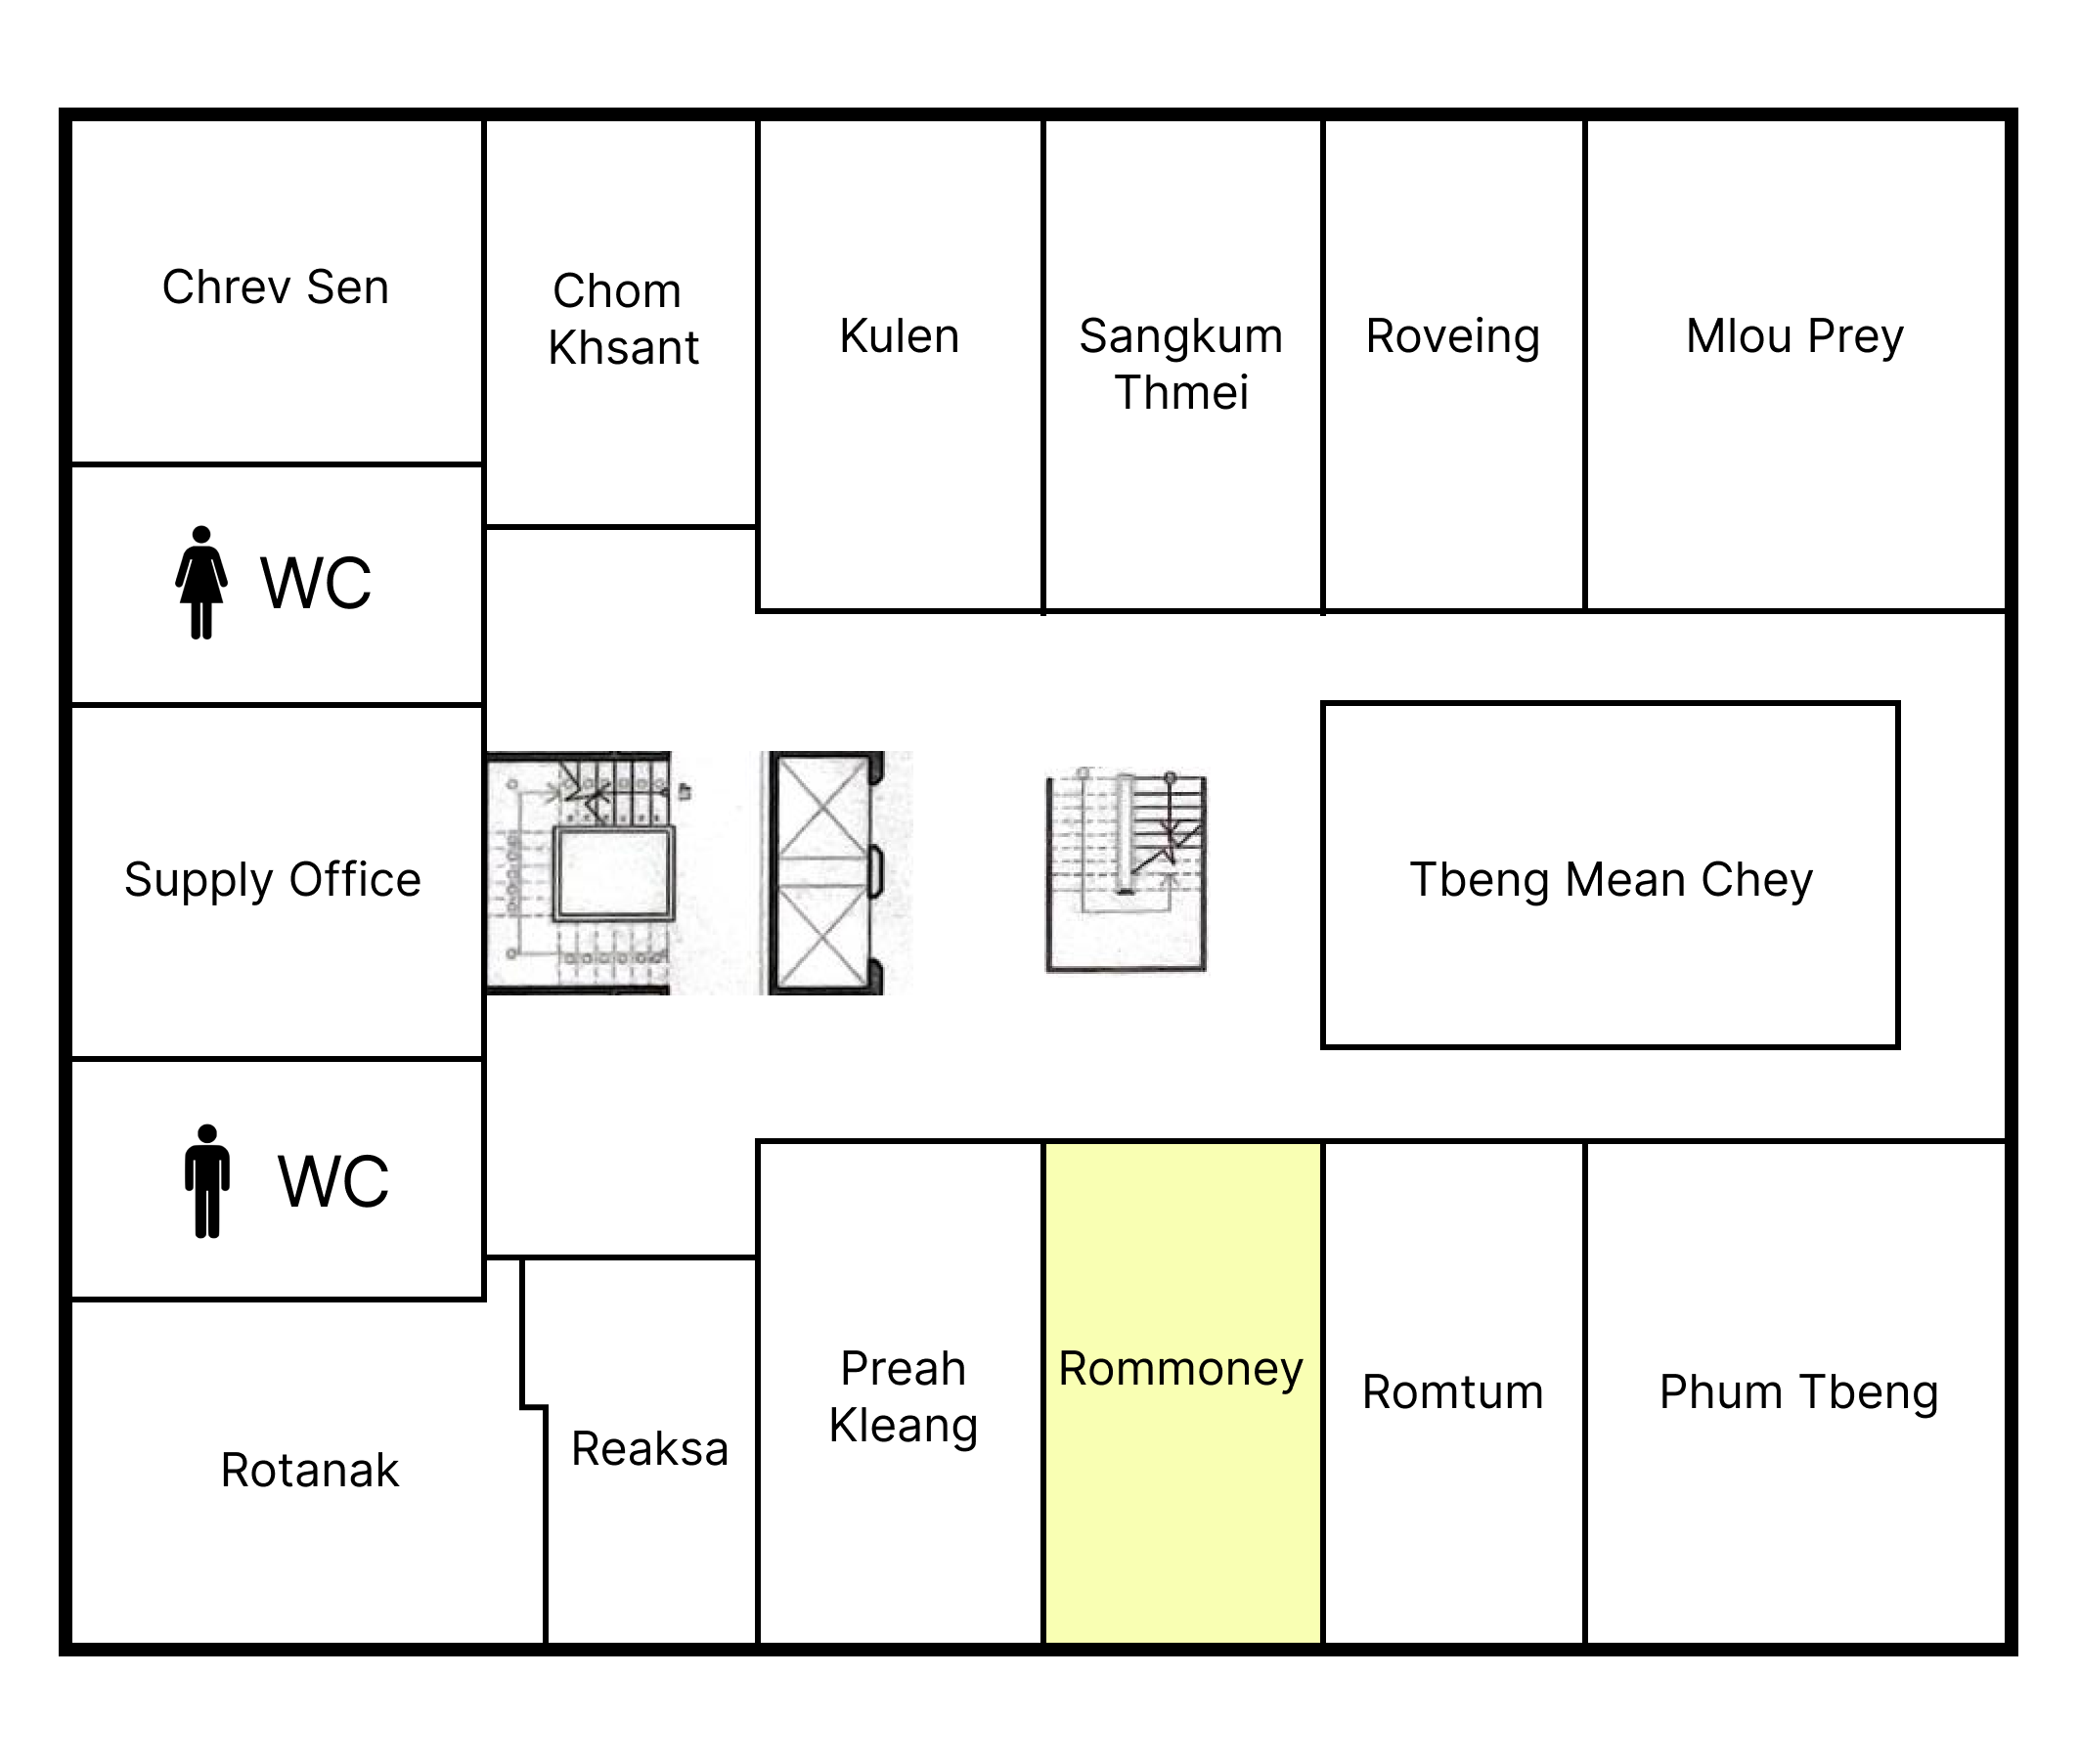 Chrev Sen
Chom
Khsant
Kulen
Sangkum
Thmei
Roveing
Mlou Prey
WC
Supply Office
Tbeng Mean Chey
WC
Rotanak
Reaksa
Preah
Kleang
Rommoney
Romtum
Phum Tbeng